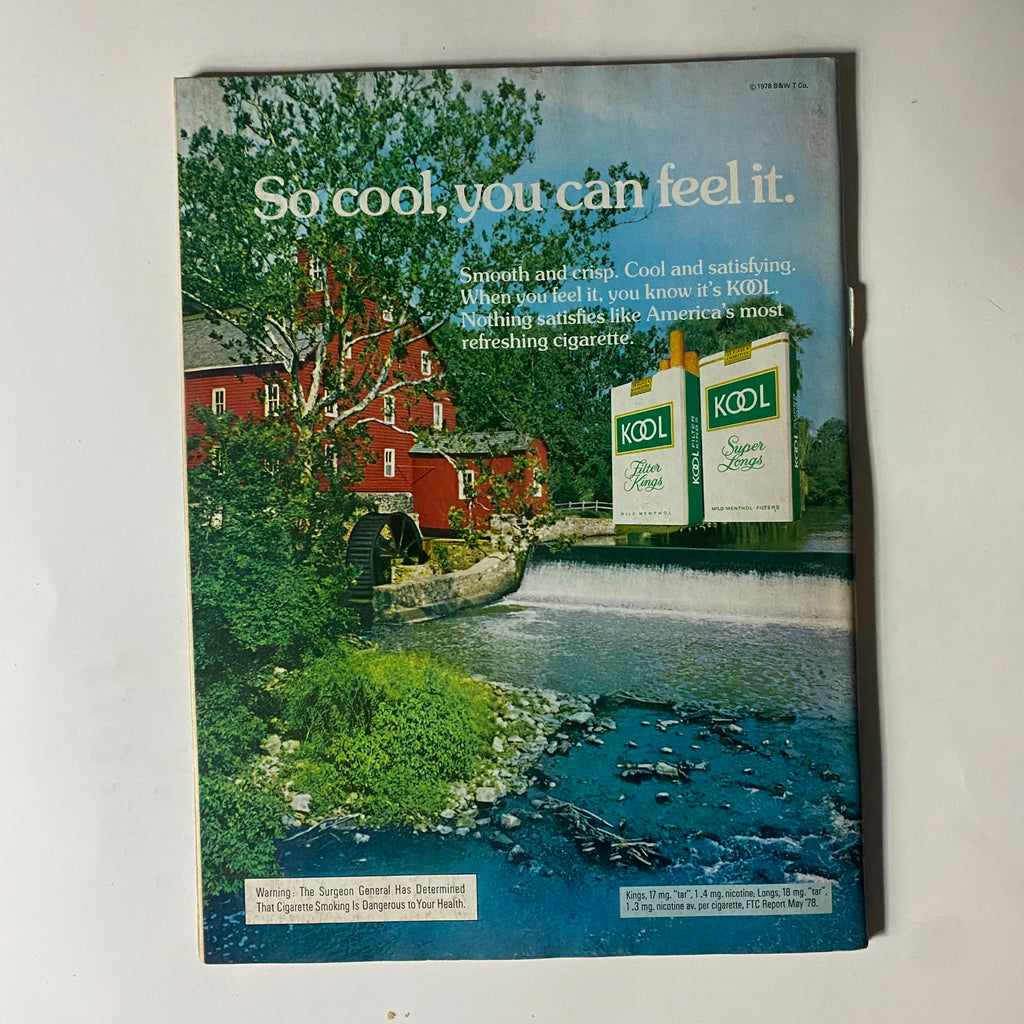 © 1978 B&W T Co.
So cool, you can feel it.
Smooth and crisp. Cool and satisfying.
When you feel it, you know it's KOOL.
Nothing satisfies like America's most
refreshing cigarette.
KOOL
Filter
Kings
MILD MENTHOL
KOOL FILTER KINGS
KOOL
Super
Longs
MILD MENTHOL · FILTERS
KOOL
Warning: The Surgeon General Has Determined
That Cigarette Smoking Is Dangerous to Your Health.
Kings, 17 mg. "tar", 1.4 mg. nicotine; Longs, 18 mg. "tar",
1.3 mg. nicotine av. per cigarette, FTC Report May '78.